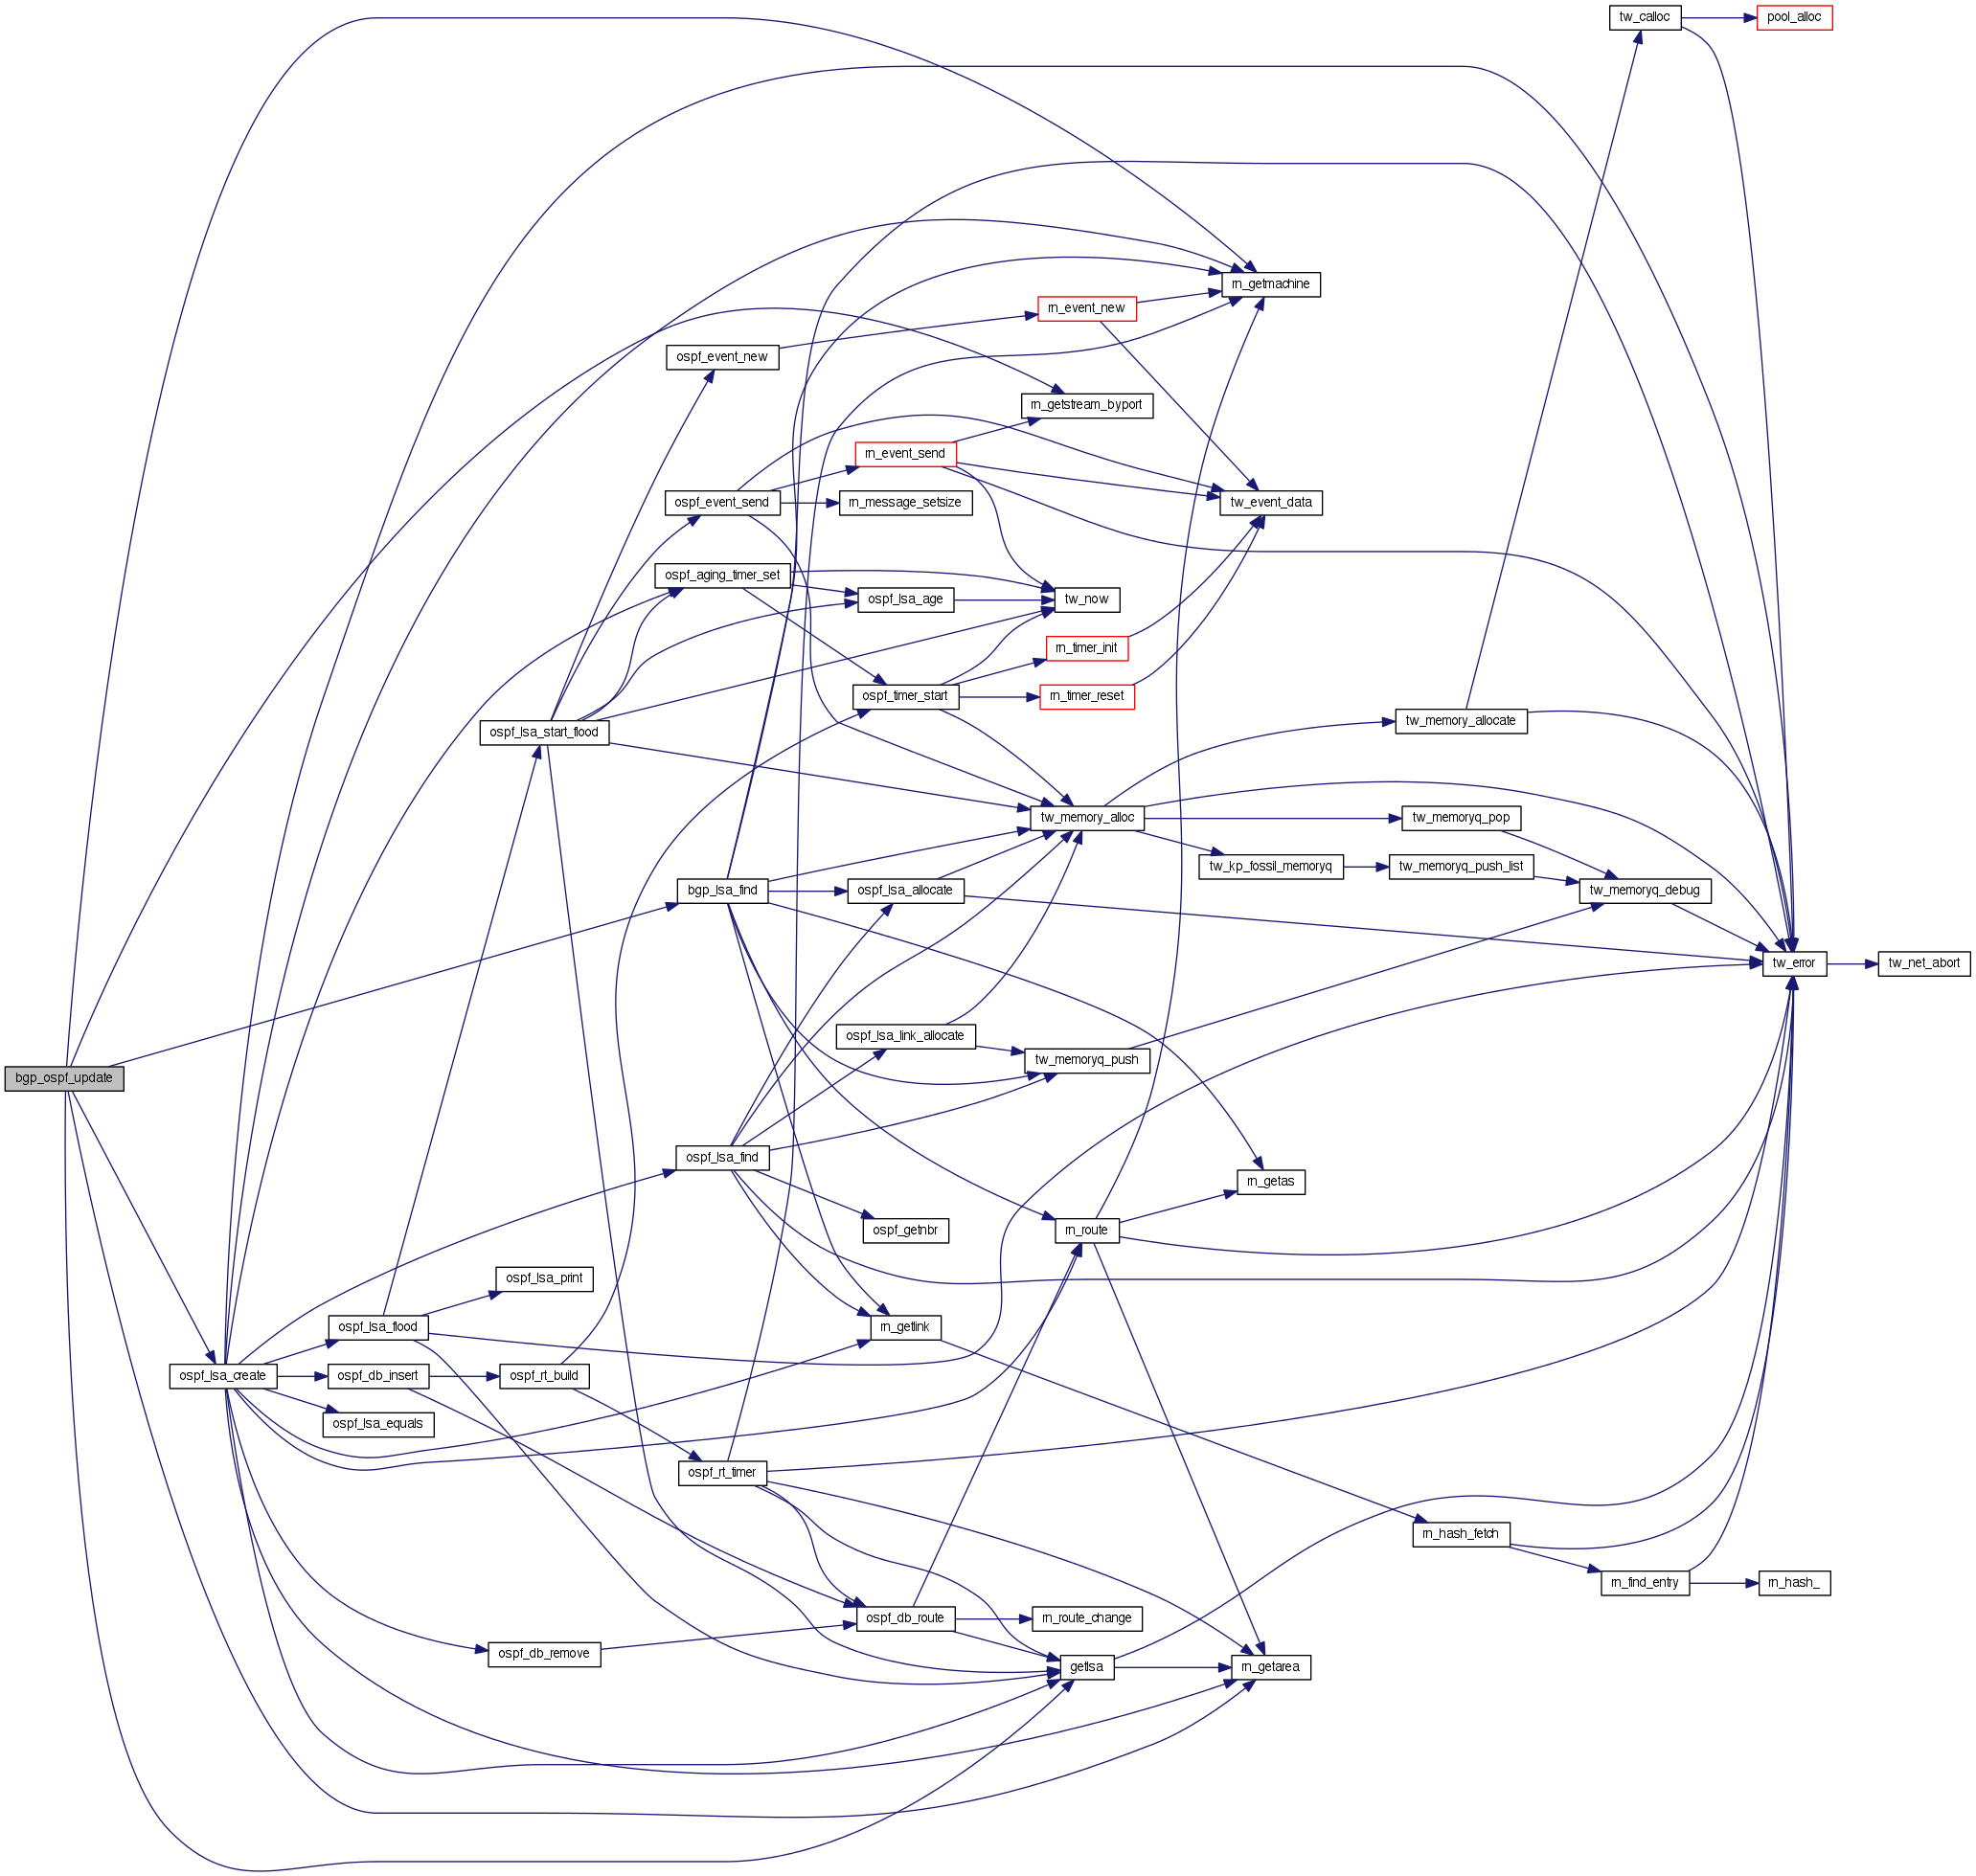 tw_calloc
pool_alloc
rn_getmachine
rn_event_new
ospf_event_new
rn_getstream_byport
rn_event_send
ospf_event_send
rn_message_setsize
tw_event_data
ospf_aging_timer_set
ospf_lsa_age
tw_now
rn_timer_init
ospf_timer_start
rn_timer_reset
ospf_lsa_start_flood
tw_memory_allocate
tw_memory_alloc
tw_memoryq_pop
tw_kp_fossil_memoryq
tw_memoryq_push_list
bgp_lsa_find
ospf_lsa_allocate
tw_memoryq_debug
tw_error
tw_net_abort
ospf_lsa_link_allocate
tw_memoryq_push
bgp_ospf_update
ospf_lsa_find
rn_getas
ospf_getnbr
rn_route
ospf_lsa_print
ospf_lsa_flood
rn_getlink
ospf_lsa_create
ospf_db_insert
ospf_rt_build
ospf_lsa_equals
ospf_rt_timer
rn_hash_fetch
rn_find_entry
rn_hash_
ospf_db_route
rn_route_change
ospf_db_remove
getlsa
rn_getarea